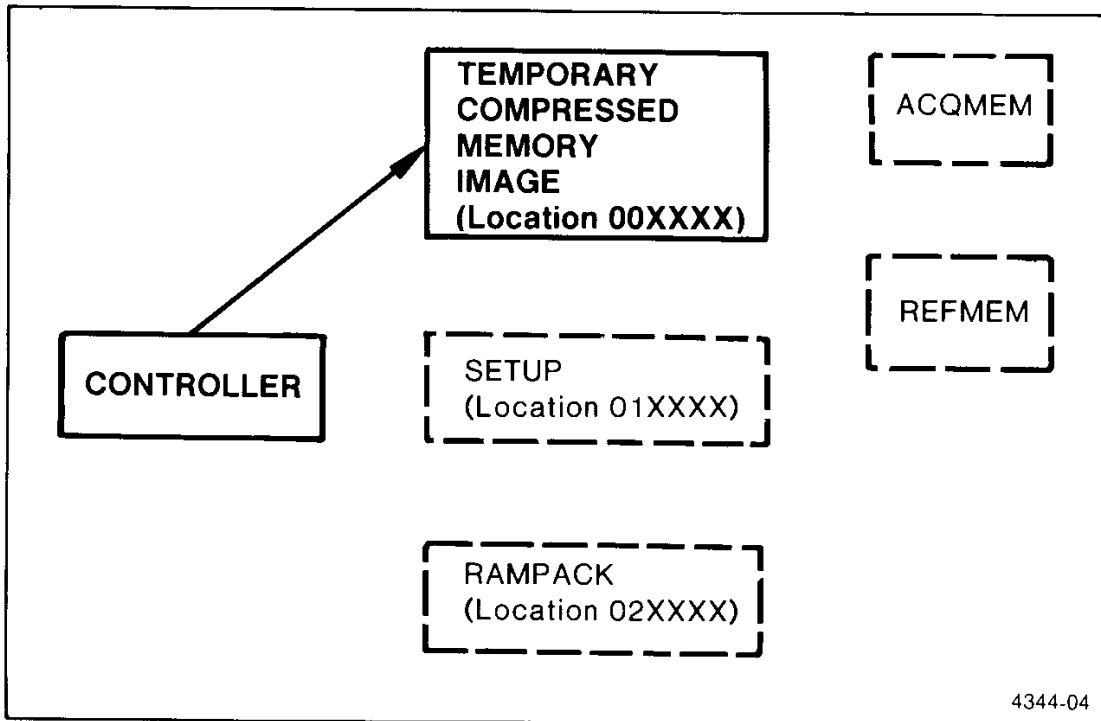 TEMPORARY
COMPRESSED
MEMORY
IMAGE
(Location 00XXXX)
ACQMEM
REFMEM
CONTROLLER
SETUP
(Location 01XXXX)
RAMPACK
(Location 02XXXX)
4344-04